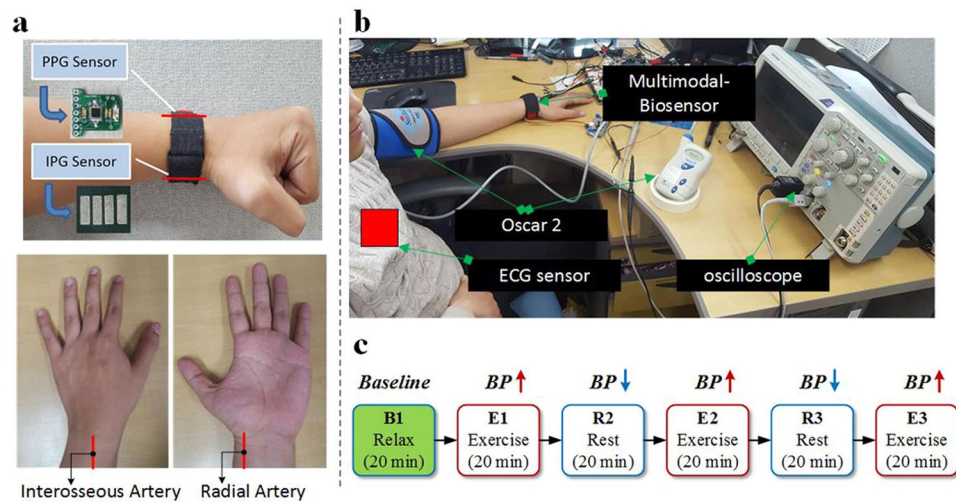 a
PPG Sensor
IPG Sensor
Interosseous Artery
Radial Artery
b
Multimodal-
Biosensor
Oscar 2
ECG sensor
oscilloscope
c
Baseline
BP↑
BP↓
BP↑
BP↓
BP↑
B1
Relax
(20 min)
E1
Exercise
(20 min)
R2
Rest
(20 min)
E2
Exercise
(20 min)
R3
Rest
(20 min)
E3
Exercise
(20 min)